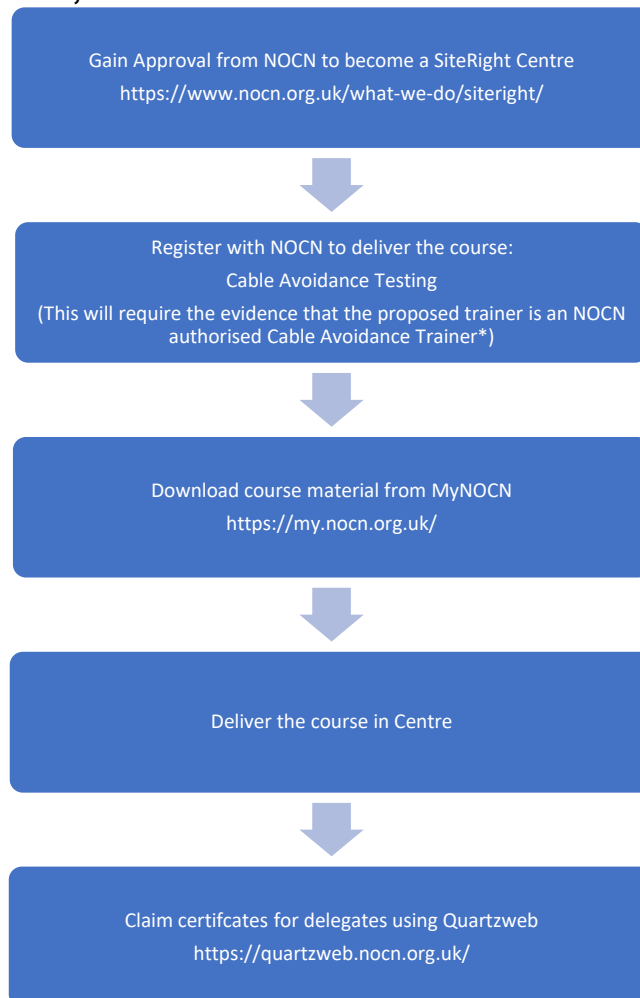 Gain Approval from NOCN to become a SiteRight Centre
https://www.nocn.org.uk/what-we-do/siteright/
Register with NOCN to deliver the course:
Cable Avoidance Testing
(This will require the evidence that the proposed trainer is an NOCN
authorised Cable Avoidance Trainer*)
Download course material from MyNOCN
https://my.nocn.org.uk/
Deliver the course in Centre
Claim certifcates for delegates using Quartzweb
https://quartzweb.nocn.org.uk/